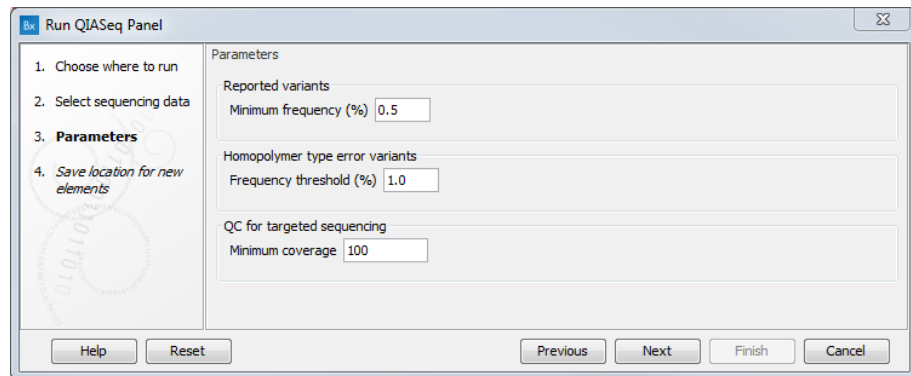 Bx Run QIASeq Panel
1. Choose where to run
2. Select sequencing data
3. Parameters
4. Save location for new
elements
Parameters
Reported variants
Minimum frequency (%) 0.5
Homopolymer type error variants
Frequency threshold (%) 1.0
QC for targeted sequencing
Minimum coverage 100
Help Reset Previous Next Finish Cancel